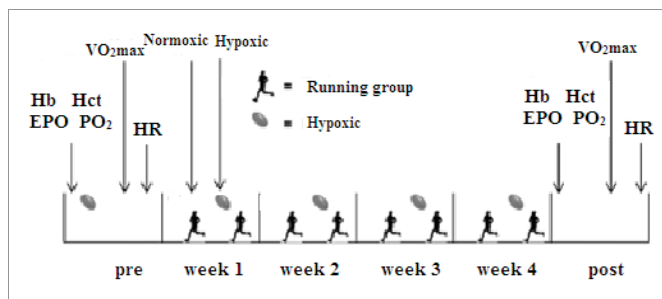 VO2max
Normoxic
Hypoxic
Hb Hct
EPO PO2
HR
= Running group
= Hypoxic
VO2max
Hb Hct
EPO PO2
HR
pre week 1 week 2 week 3 week 4 post